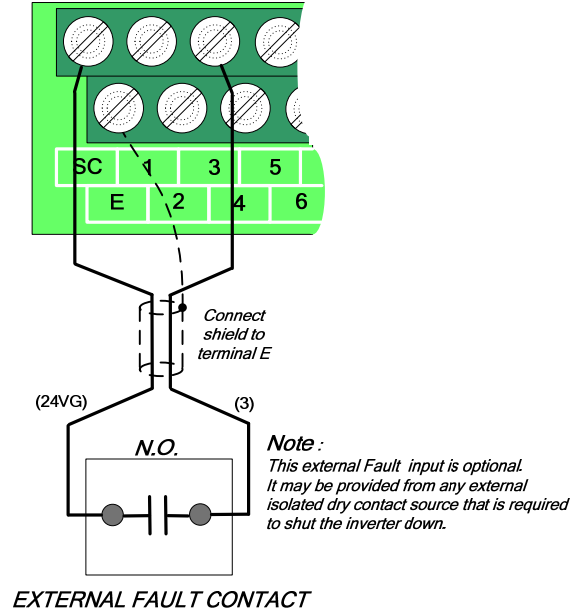 SC 1 3 5
E 2 4 6
Connect
shield to
terminal E
(24VG)
(3)
N.O.
Note :
This external Fault input is optional.
It may be provided from any external
isolated dry contact source that is required
to shut the inverter down.
EXTERNAL FAULT CONTACT